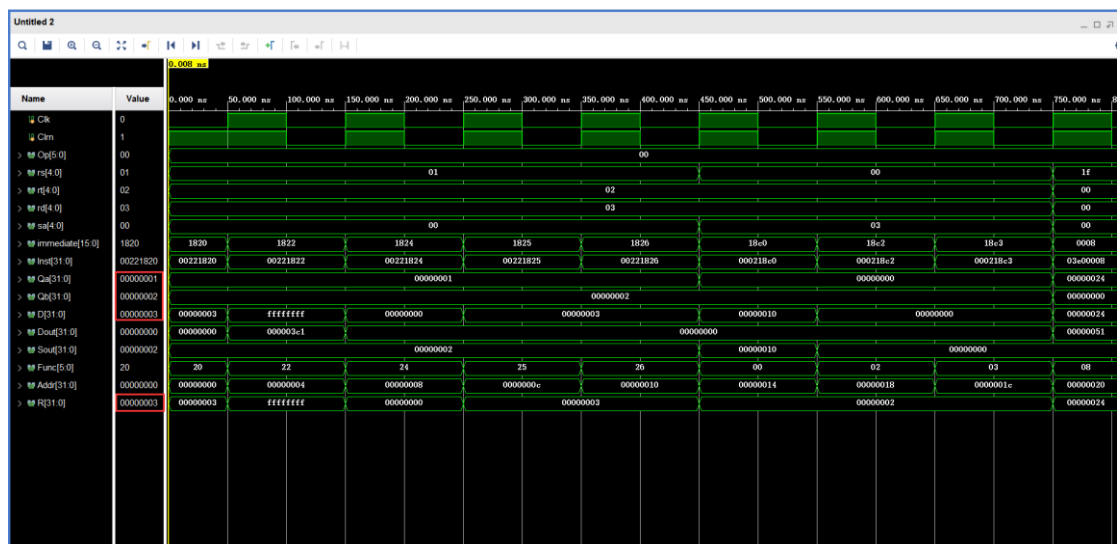 Untitled 2
0.008 ns
Name Value 0.000 ns 50.000 ns 100.000 ns 150.000 ns 200.000 ns 250.000 ns 300.000 ns 350.000 ns 400.000 ns 450.000 ns 500.000 ns 550.000 ns 600.000 ns 650.000 ns 700.000 ns 750.000 ns
Clk 0
Clrn 1
Op[5:0] 00 00
rs[4:0] 01 01 00 1f
rt[4:0] 02 02 00
rd[4:0] 03 03 00
sa[4:0] 00 00 03 00
immediate[15:0] 1820 1820 1822 1824 1825 1826 18c0 18c2 18c3 0008
Inst[31:0] 00221820 00221820 00221822 00221824 00221825 00221826 000218c0 000218c2 000218c3 03e00008
Qa[31:0] 00000001 00000001 00000000 00000024
Qb[31:0] 00000002 00000002 00000000
D[31:0] 00000003 00000003 ffffffff 00000000 00000003 00000010 00000000 00000024
Dout[31:0] 00000000 00000000 000003c1 00000000 00000051
Sout[31:0] 00000002 00000002 00000010 00000000
Func[5:0] 20 20 22 24 25 26 00 02 03 08
Addr[31:0] 00000000 00000000 00000004 00000008 0000000c 00000010 00000014 00000018 0000001c 00000020
R[31:0] 00000003 00000003 ffffffff 00000000 00000003 00000002 00000024